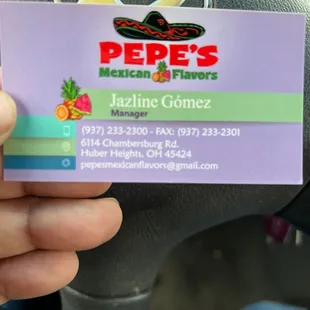 PEPE'S
Mexican Flavors
Jazline Gómez
Manager
(937) 233-2300 - FAX: (937) 233-2301
6114 Chambersburg Rd.
Huber Heights, OH 45424
pepesmexicanflavors@gmail.com